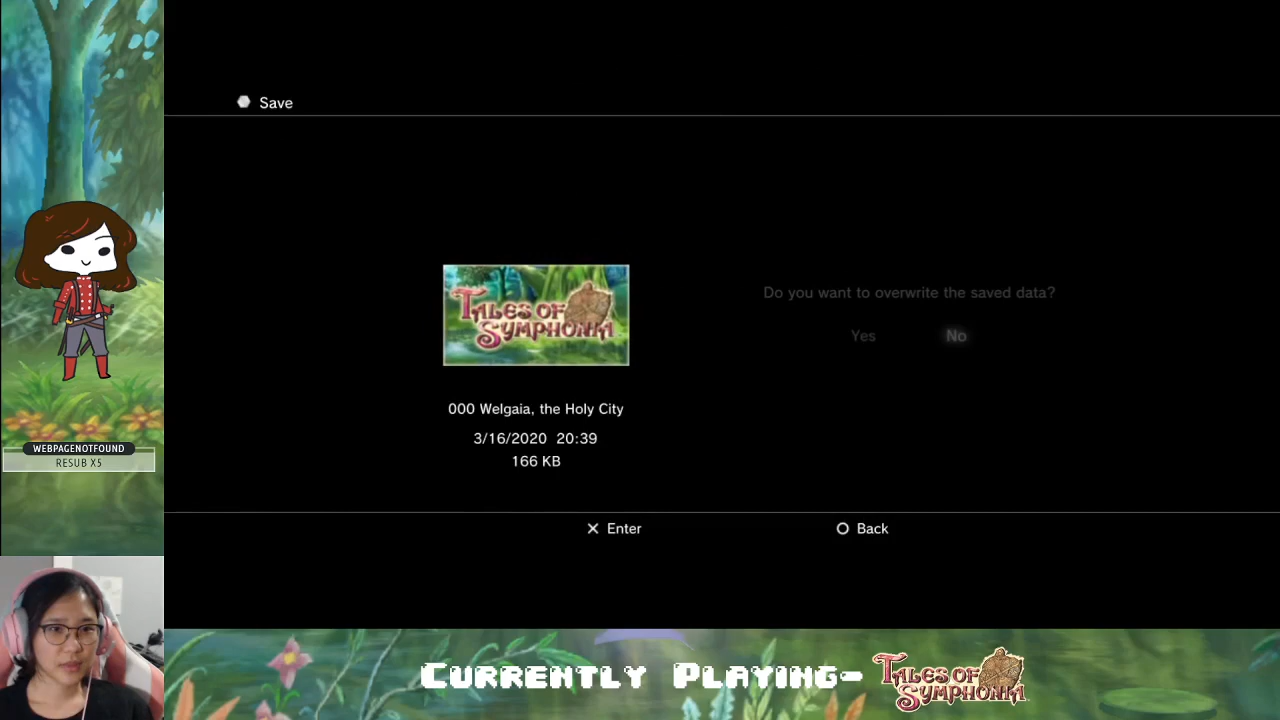 Save
TALES OF
SYMPHONIA
Do you want to overwrite the saved data?
Yes No
000 Welgaia, the Holy City
3/16/2020 20:39
166 KB
WEBPAGENOTFOUND
RESUB X5
Enter
Back
CURRENTLY PLAYING-
TALES OF
SYMPHONIA